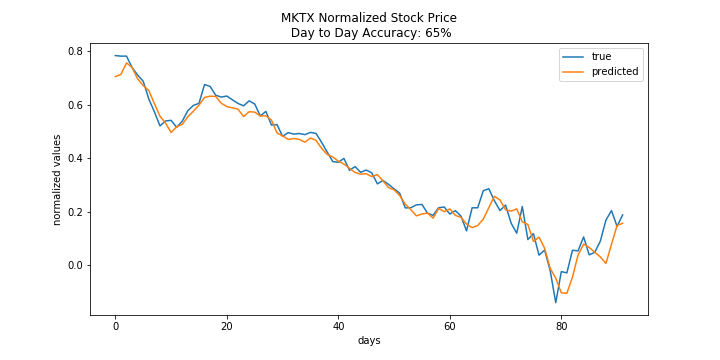 MKTX Normalized Stock Price
Day to Day Accuracy: 65%
true
predicted
normalized values
0.8
0.6
0.4
0.2
0.0
0
20
40
60
80
days